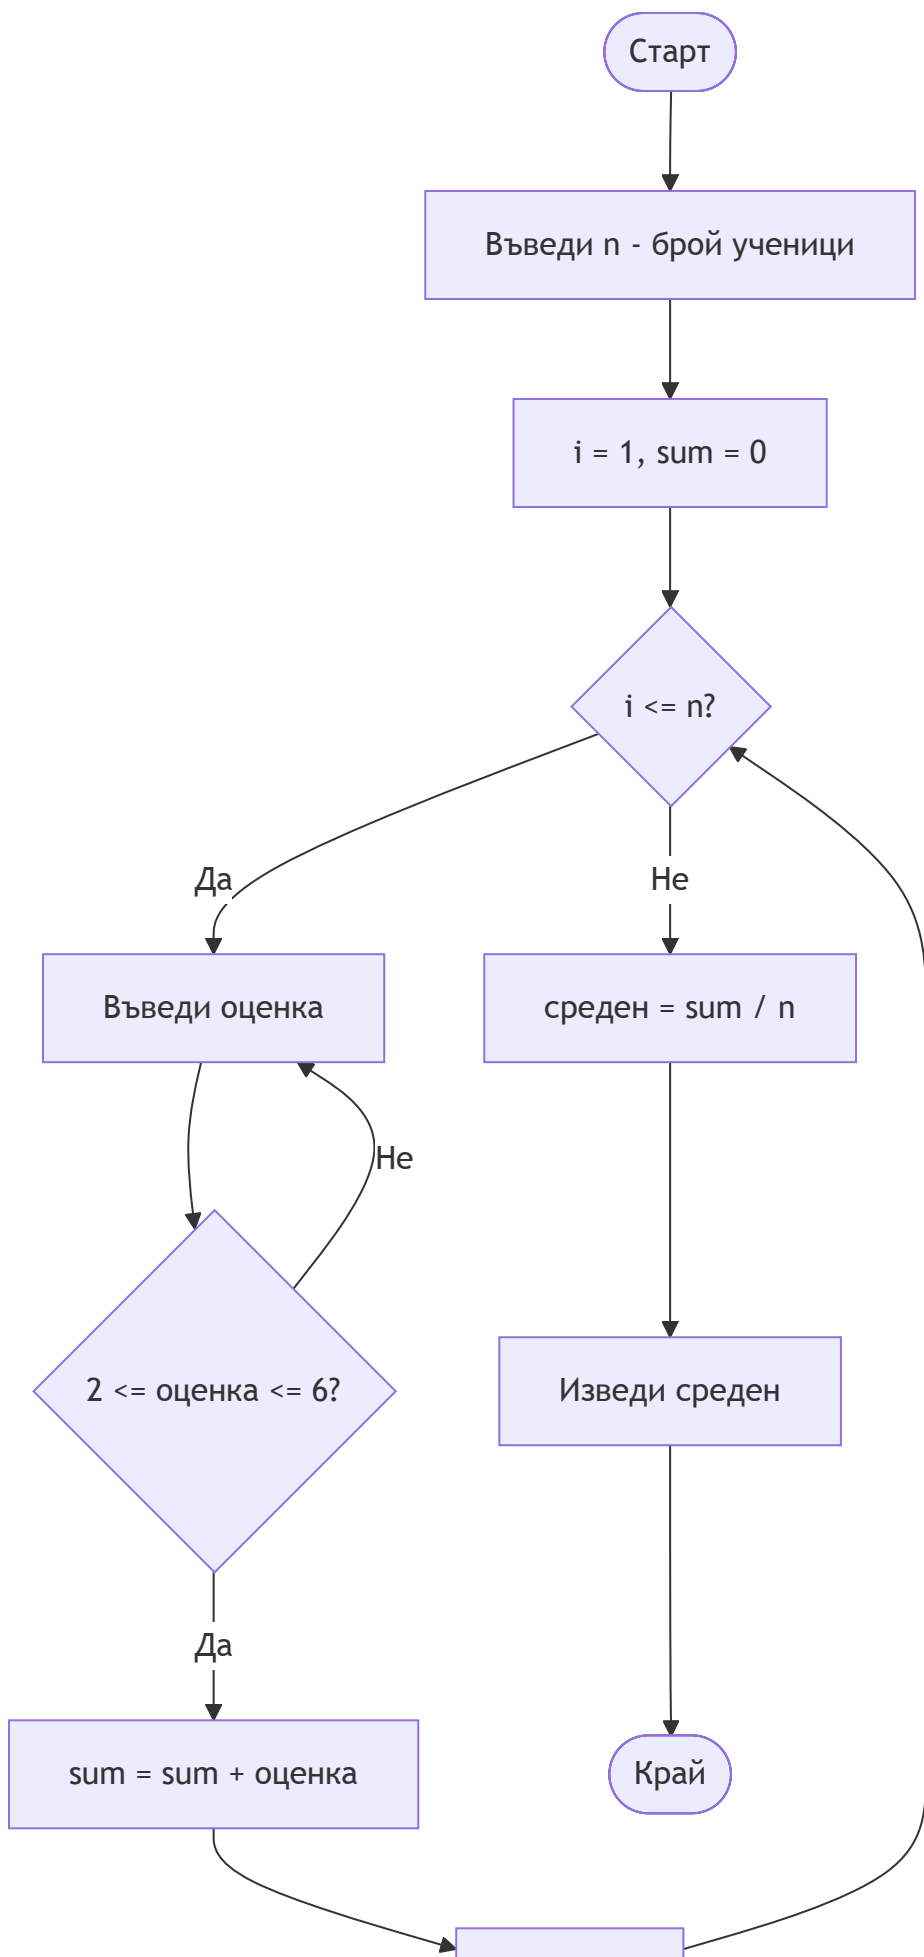 Старт
Въведи n - брой ученици
i = 1, sum = 0
i <= n?
Да
Не
Въведи оценка
среден = sum / n
Не
2 <= оценка <= 6?
Изведи среден
Да
sum = sum + оценка
Край